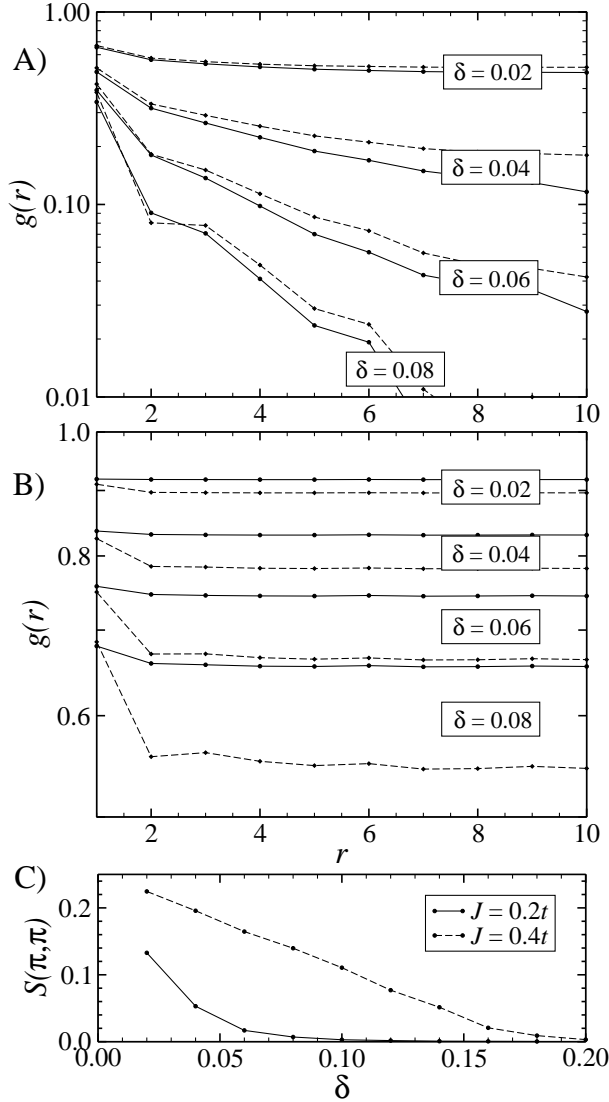 A)
1.00
0.10
0.01
g(r)
δ = 0.02
δ = 0.04
δ = 0.06
δ = 0.08
2 4 6 8 10
B)
1.0
0.8
0.6
g(r)
δ = 0.02
δ = 0.04
δ = 0.06
δ = 0.08
2 4 6 8 10
r
C)
0.2
0.1
0.0
S(π,π)
J = 0.2t
J = 0.4t
0.00 0.05 0.10 0.15 0.20
δ